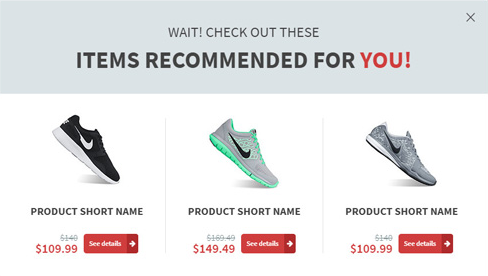 WAIT! CHECK OUT THESE
ITEMS RECOMMENDED FOR YOU!
PRODUCT SHORT NAME
$140
$109.99
See details
PRODUCT SHORT NAME
$169.49
$149.49
See details
PRODUCT SHORT NAME
$140
$109.99
See details